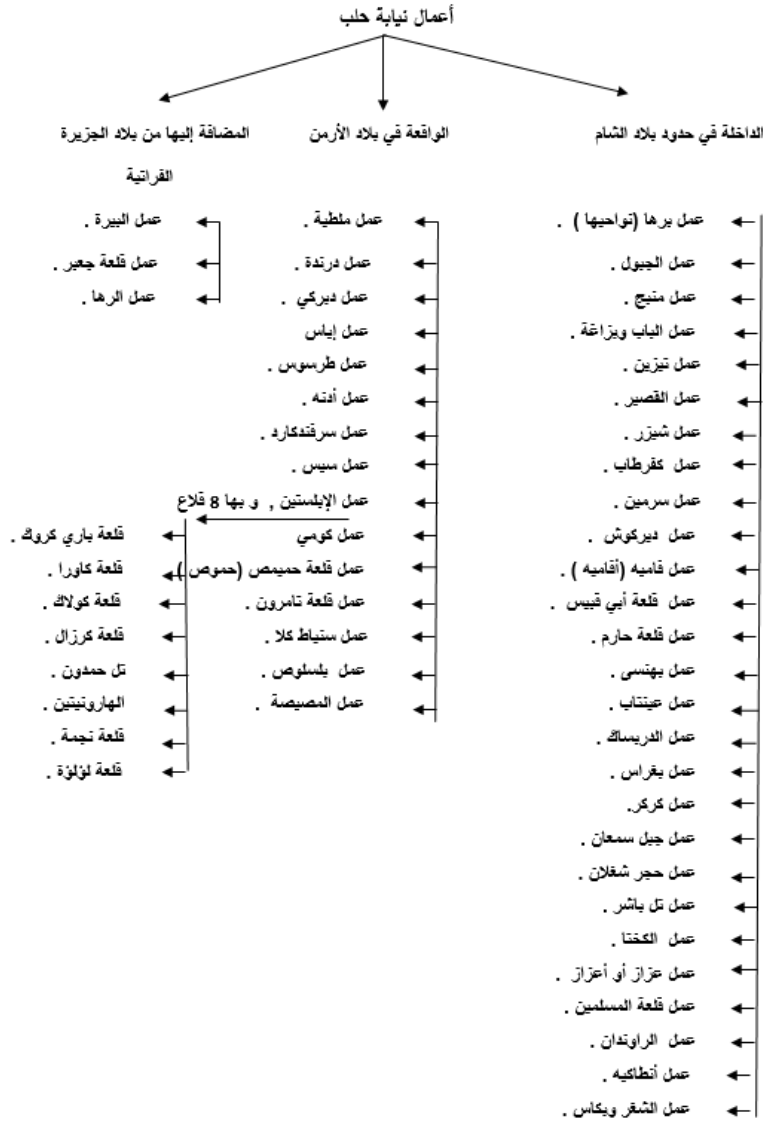 أعمال نيابة حلب
الداخلة في حدود بلاد الشام
عمل برها (نواحيها ) .
عمل الجبول .
عمل منبج .
عمل الباب وبزاغة .
عمل تيزين .
عمل القصير .
عمل شيزر .
عمل كفرطاب .
عمل سرمين .
عمل ديركوش .
عمل فاميه (أفاميه ) .
عمل قلعة أبي قبيس .
عمل قلعة حارم .
عمل بهنسى .
عمل عينتاب .
عمل الدربساك .
عمل بغراس .
عمل كركر.
عمل جبل سمعان .
عمل حجر شغلان .
عمل تل باشر .
عمل الكختا .
عمل عزاز أو أعزاز .
عمل قلعة المسلمين .
عمل الراوندان .
عمل أنطاكيه .
عمل الشغر وبكاس .
الواقعة في بلاد الأرمن
عمل ملطية .
عمل درندة .
عمل ديركي .
عمل إياس
عمل طرسوس .
عمل أدنه .
عمل سرفندكارد .
عمل سيس .
عمل الإبلستين , و بها 8 قلاع
عمل كومي
عمل قلعة حميمص (حموص )
عمل قلعة تامرون .
عمل سنياط كلا .
عمل بلسلوص .
عمل المصيصة .
قلعة باري كروك .
قلعة كاورا .
قلعة كولاك .
قلعة كرزال .
تل حمدون .
الهارونيتين .
قلعة نجمة .
قلعة لؤلؤة .
المضافة إليها من بلاد الجزيرة
الفراتية
عمل البيرة .
عمل قلعة جعبر .
عمل الرها .